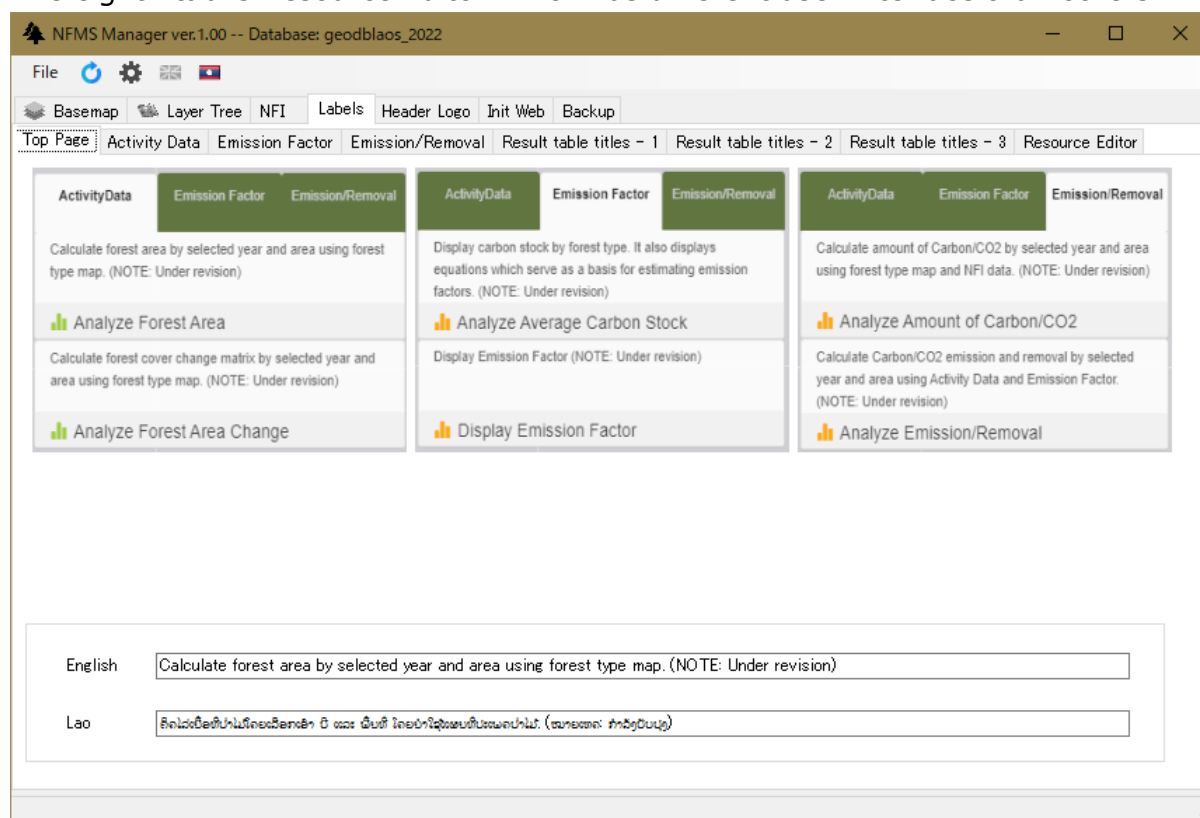 NFMS Manager ver.1.00 -- Database: geodblaos_2022
File
Basemap Layer Tree NFI Labels Header Logo Init Web Backup
Top Page Activity Data Emission Factor Emission/Removal Result table titles - 1 Result table titles - 2 Result table titles - 3 Resource Editor
ActivityData Emission Factor Emission/Removal
Calculate forest area by selected year and area using forest
type map. (NOTE: Under revision)
Analyze Forest Area
Calculate forest cover change matrix by selected year and
area using forest type map. (NOTE: Under revision)
Analyze Forest Area Change
ActivityData Emission Factor Emission/Removal
Display carbon stock by forest type. It also displays
equations which serve as a basis for estimating emission
factors. (NOTE: Under revision)
Analyze Average Carbon Stock
Display Emission Factor (NOTE: Under revision)
Display Emission Factor
ActivityData Emission Factor Emission/Removal
Calculate amount of Carbon/CO2 by selected year and area
using forest type map and NFI data. (NOTE: Under revision)
Analyze Amount of Carbon/CO2
Calculate Carbon/CO2 emission and removal by selected
year and area using Activity Data and Emission Factor.
(NOTE: Under revision)
Analyze Emission/Removal
English Calculate forest area by selected year and area using forest type map. (NOTE: Under revision)
Lao